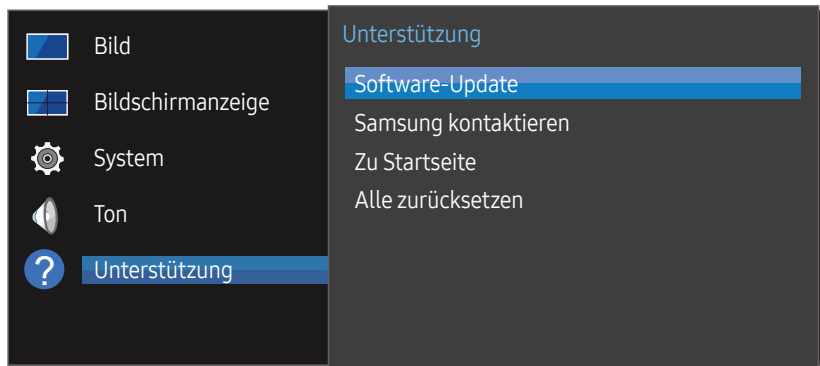 Bild
Bildschirmanzeige
System
Ton
?
Unterstützung
Unterstützung
Software-Update
Samsung kontaktieren
Zu Startseite
Alle zurücksetzen